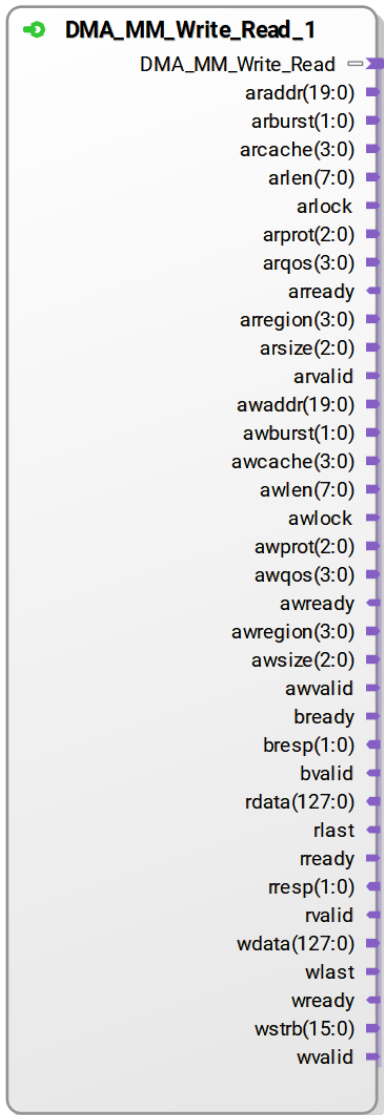 DMA_MM_Write_Read_1
DMA_MM_Write_Read
araddr(19:0)
arburst(1:0)
arcache(3:0)
arlen(7:0)
arlock
arprot(2:0)
arqos(3:0)
arready
arregion(3:0)
arsize(2:0)
arvalid
awaddr(19:0)
awburst(1:0)
awcache(3:0)
awlen(7:0)
awlock
awprot(2:0)
awqos(3:0)
awready
awregion(3:0)
awsize(2:0)
awvalid
bready
bresp(1:0)
bvalid
rdata(127:0)
rlast
rready
rresp(1:0)
rvalid
wdata(127:0)
wlast
wready
wstrb(15:0)
wvalid